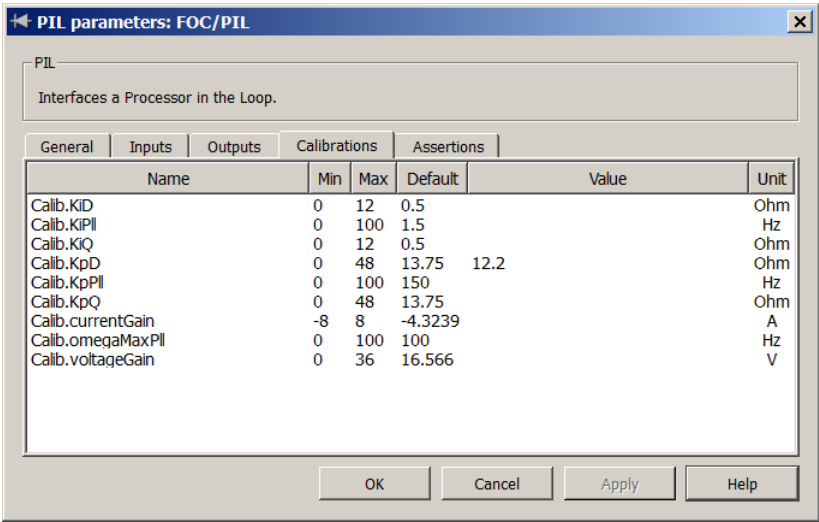 PIL parameters: FOC/PIL
PIL
Interfaces a Processor in the Loop.
General Inputs Outputs Calibrations Assertions
Name Min Max Default Value Unit
Calib.KiD 0 12 0.5 Ohm
Calib.KiPll 0 100 1.5 Hz
Calib.KiQ 0 12 0.5 Ohm
Calib.KpD 0 48 13.75 12.2 Ohm
Calib.KpPll 0 100 150 Hz
Calib.KpQ 0 48 13.75 Ohm
Calib.currentGain -8 8 -4.3239 A
Calib.omegaMaxPll 0 100 100 Hz
Calib.voltageGain 0 36 16.566 V
OK Cancel Apply Help